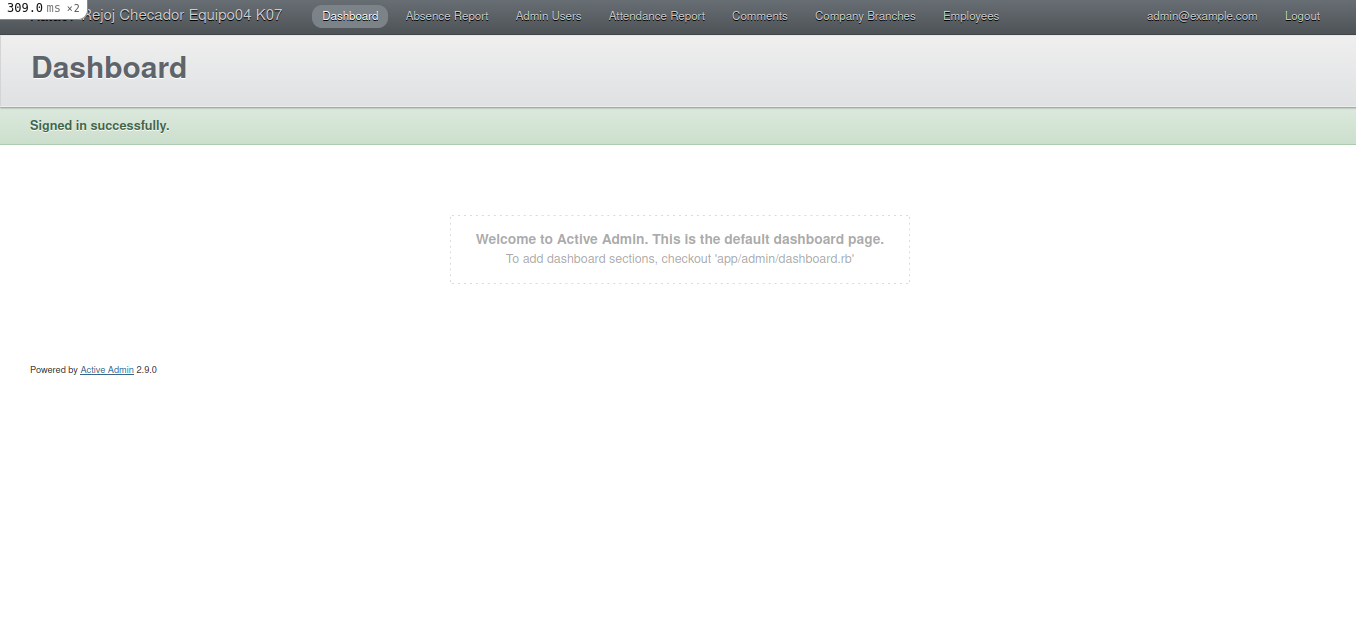 309.0 ms ×2
Rejoj Checador Equipo04 K07 Dashboard Absence Report Admin Users Attendance Report Comments Company Branches Employees admin@example.com Logout
Dashboard
Signed in successfully.
Welcome to Active Admin. This is the default dashboard page.
To add dashboard sections, checkout 'app/admin/dashboard.rb'
Powered by Active Admin 2.9.0